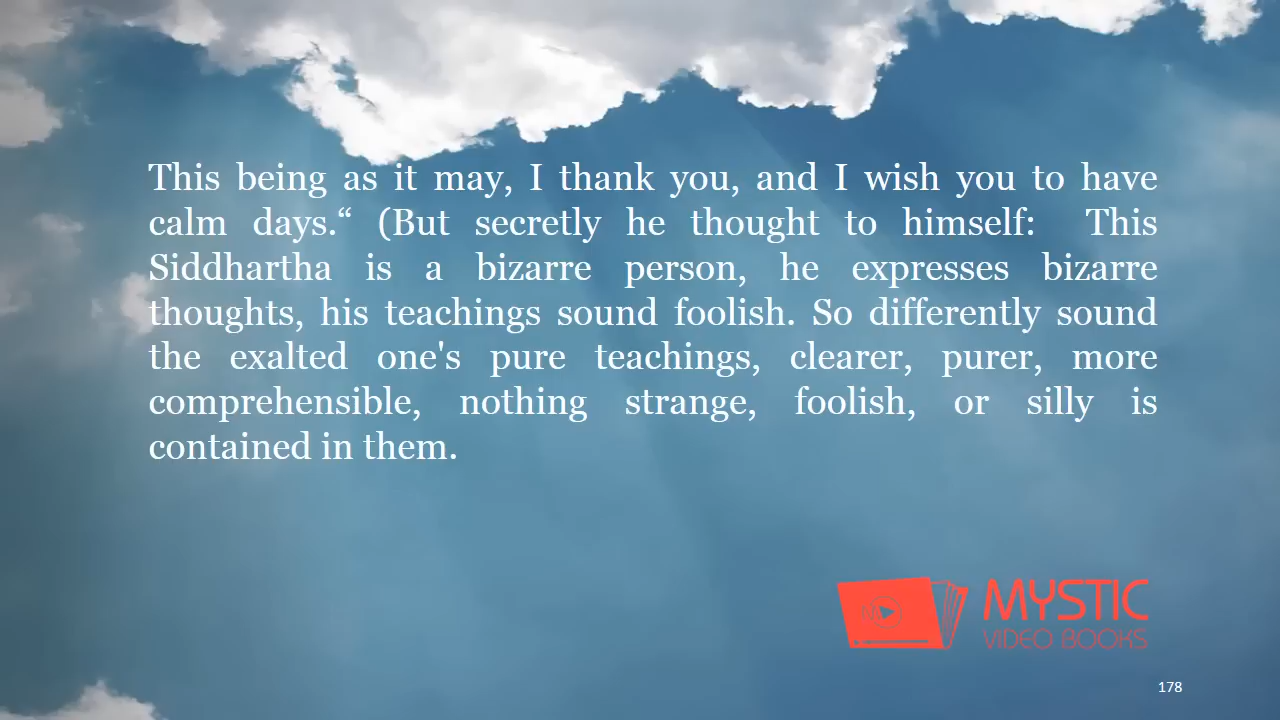 This being as it may, I thank you, and I wish you to have
calm days.“ (But secretly he thought to himself: This
Siddhartha is a bizarre person, he expresses bizarre
thoughts, his teachings sound foolish. So differently sound
the exalted one's pure teachings, clearer, purer, more
comprehensible, nothing strange, foolish, or silly is
contained in them.
MYSTIC
VIDEO BOOKS
178